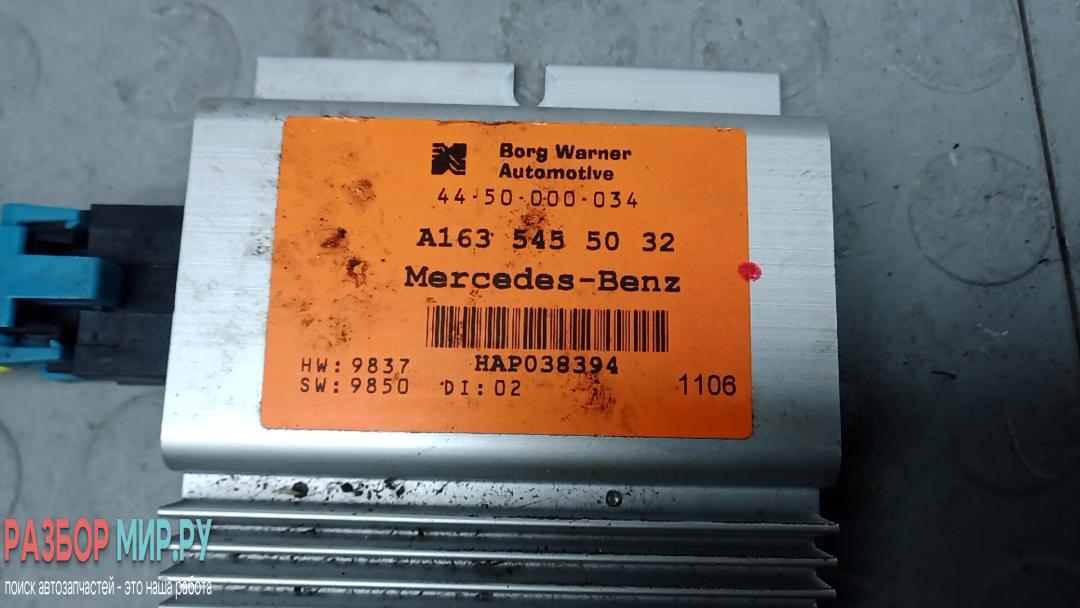 Borg Warner
Automotive
44-50-000-034
A163 545 50 32
Mercedes-Benz
HAP038394
HW: 9837
SW: 9850 DI: 02
1106
РАЗБОР МИР.РУ
поиск автозапчастей - это наша работа